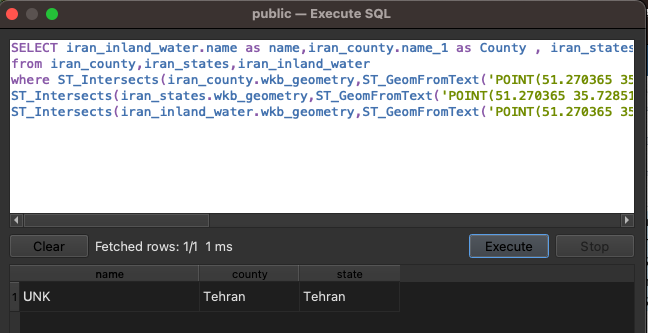 public — Execute SQL
SELECT iran_inland_water.name as name,iran_county.name_1 as County , iran_states
from iran_county,iran_states,iran_inland_water
where ST_Intersects(iran_county.wkb_geometry,ST_GeomFromText('POINT(51.270365 35
ST_Intersects(iran_states.wkb_geometry,ST_GeomFromText('POINT(51.270365 35.72851
ST_Intersects(iran_inland_water.wkb_geometry,ST_GeomFromText('POINT(51.270365 35
Clear Fetched rows: 1/1 1 ms Execute Stop
name county state
1 UNK Tehran Tehran